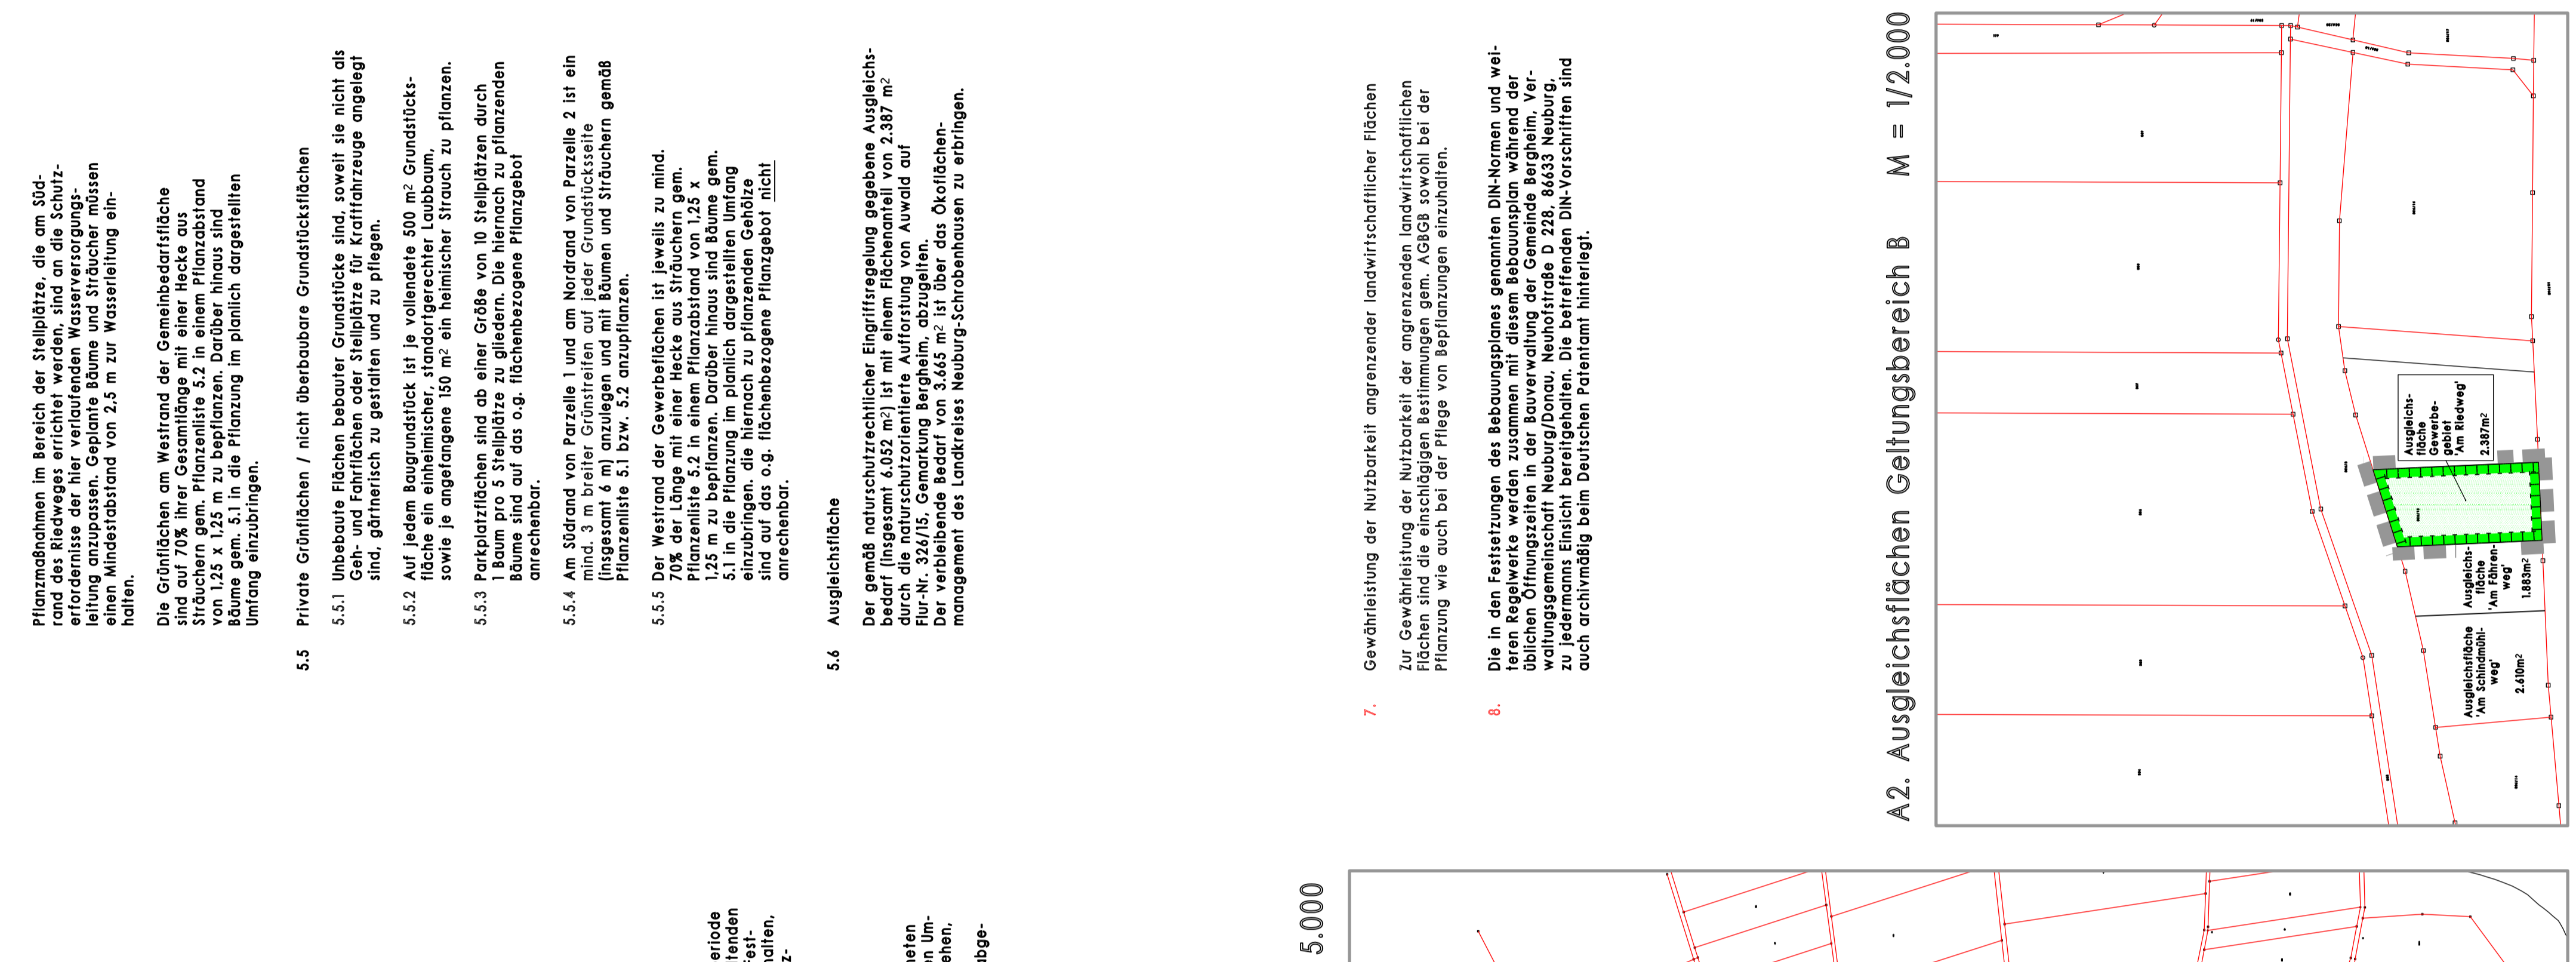 Pflanzmaßnahmen im Bereich der Stellplätze, die am Süd-
rand des Riedweges errichtet werden, sind an die Schutz-
erfordernisse der hier verlaufenden Wasserversorgungs-
leitung anzupassen. Geplante Bäume und Sträucher müssen
einen Mindestabstand von 2,5 m zur Wasserleitung ein-
halten.
Die Grünflächen am Westrand der Gemeinbedarfsfläche
sind auf 70% ihrer Gesamtlänge mit einer Hecke aus
Sträuchern gem. Pflanzenliste 5.2 in einem Pflanzabstand
von 1,25 x 1,25 m zu bepflanzen. Darüber hinaus sind
Bäume gem. 5.1 in die Pflanzung im planlich dargestellten
Umfang einzubringen.
5.5 Private Grünflächen / nicht überbaubare Grundstücksflächen
5.5.1 Unbebaute Flächen bebauter Grundstücke sind, soweit sie nicht als
Geh- und Fahrflächen oder Stellplätze für Kraftfahrzeuge angelegt
sind, gärtnerisch zu gestalten und zu pflegen.
5.5.2 Auf jedem Baugrundstück ist je vollendete 500 m² Grundstücks-
fläche ein einheimischer, standortgerechter Laubbaum,
sowie je angefangene 150 m² ein heimischer Strauch zu pflanzen.
5.5.3 Parkplatzflächen sind ab einer Größe von 10 Stellplätzen durch
1 Baum pro 5 Stellplätze zu gliedern. Die hiernach zu pflanzenden
Bäume sind auf das o.g. flächenbezogene Pflanzgebot
anrechenbar.
5.5.4 Am Südrand von Parzelle 1 und am Nordrand von Parzelle 2 ist ein
mind. 3 m breiter Grünstreifen auf jeder Grundstücksseite
(insgesamt 6 m) anzulegen und mit Bäumen und Sträuchern gemäß
Pflanzenliste 5.1 bzw. 5.2 anzupflanzen.
5.5.5 Der Westrand der Gewerbeflächen ist jeweils zu mind.
70% der Länge mit einer Hecke aus Sträuchern gem.
Pflanzenliste 5.2 in einem Pflanzabstand von 1,25 x
1,25 m zu bepflanzen. Darüber hinaus sind Bäume gem.
5.1 in die Pflanzung im planlich dargestellten Umfang
einzubringen. die hiernach zu pflanzenden Gehölze
sind auf das o.g. flächenbezogene Pflanzgebot nicht
anrechenbar.
5.6 Ausgleichsfläche
Der gemäß naturschutzrechtlicher Eingriffsregelung gegebene Ausgleichs-
bedarf (insgesamt 6.052 m²) ist mit einem Flächenanteil von 2.387 m²
durch die naturschutzorientierte Aufforstung von Auwald auf
Flur-Nr. 326/15, Gemarkung Bergheim, abzugelten.
Der verbleibende Bedarf von 3.665 m² ist über das Ökoflächen-
management des Landkreises Neuburg-Schrobenhausen zu erbringen.
7. Gewährleistung der Nutzbarkeit angrenzender landwirtschaftlicher Flächen
Zur Gewährleistung der Nutzbarkeit der angrenzenden landwirtschaftlichen
Flächen sind die einschlägigen Bestimmungen gem. AGBGB sowohl bei der
Pflanzung wie auch bei der Pflege von Bepflanzungen einzuhalten.
8. Die in den Festsetzungen des Bebauungsplanes genannten DIN-Normen und wei-
teren Regelwerke werden zusammen mit diesem Bebauungsplan während der
üblichen Öffnungszeiten in der Bauverwaltung der Gemeinde Bergheim, Ver-
waltungsgemeinschaft Neuburg/Donau, Neuhofstraße D 228, 86633 Neuburg,
zu jedermanns Einsicht bereitgehalten. Die betreffenden DIN-Vorschriften sind
auch archivmäßig beim Deutschen Patentamt hinterlegt.
A2. Ausgleichsflächen Geltungsbereich B M = 1/2.000
Ausgleichs-
fläche
Gewerbe-
gebiet
'Am Riedweg'
2.387m²
Ausgleichs-
fläche
'Am Fähren-
weg'
1.883m²
Ausgleichsfläche
'Am Schindmühl-
weg'
2.610m²
eriode
itenden
Fest-
halten,
z-
neten
en Um-
ehen,
abge-
5.000